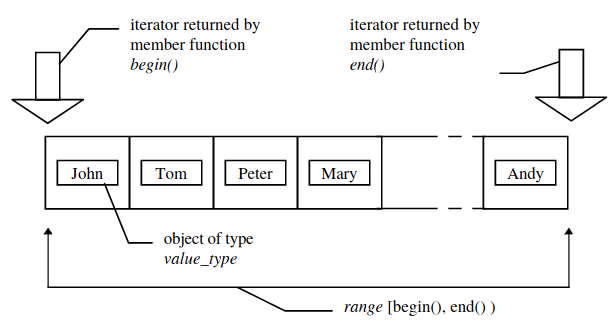 iterator returned by
member function
begin()
iterator returned by
member function
end()
John
Tom
Peter
Mary
Andy
object of type
value_type
range [begin(), end() )